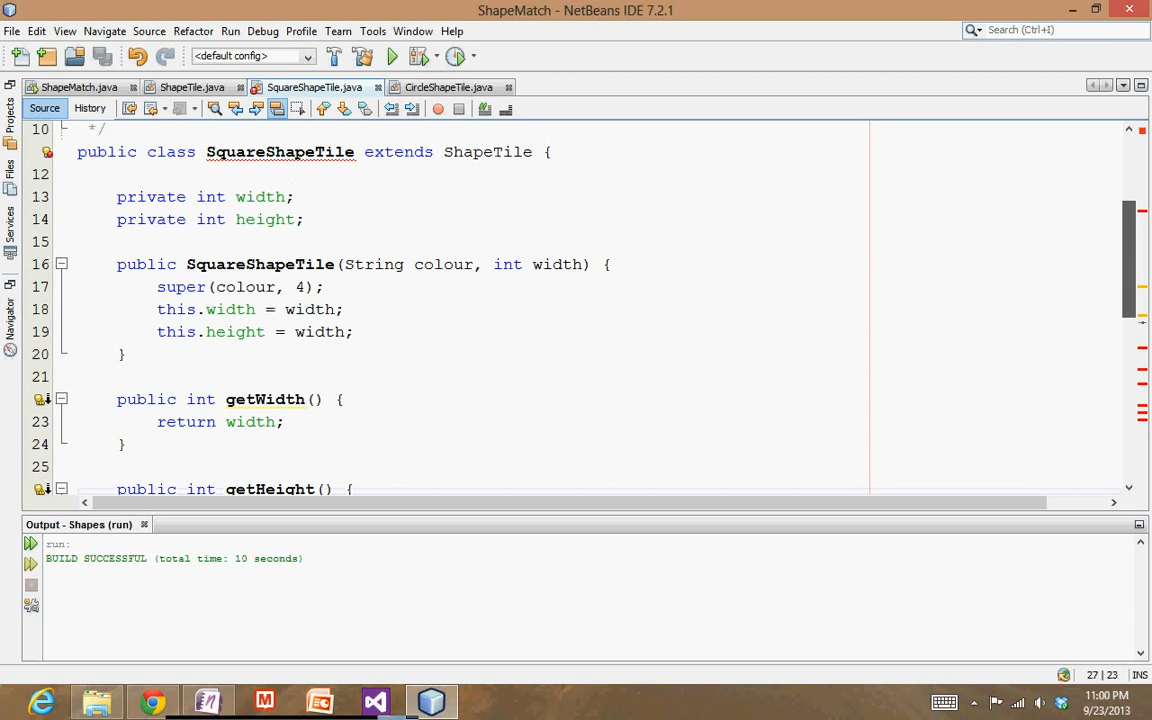 ShapeMatch - NetBeans IDE 7.2.1
File Edit View Navigate Source Refactor Run Debug Profile Team Tools Window Help
Search (Ctrl+I)
<default config>
ShapeMatch.java ShapeTile.java SquareShapeTile.java CircleShapeTile.java
Source History
Projects
Files
Services
Navigator
10 */
public class SquareShapeTile extends ShapeTile {
12
13 private int width;
14 private int height;
15
16 public SquareShapeTile(String colour, int width) {
17 super(colour, 4);
18 this.width = width;
19 this.height = width;
20 }
21
public int getWidth() {
23 return width;
24 }
25
public int getHeight() {
Output - Shapes (run)
run:
BUILD SUCCESSFUL (total time: 10 seconds)
27 | 23 INS
11:00 PM
9/23/2013